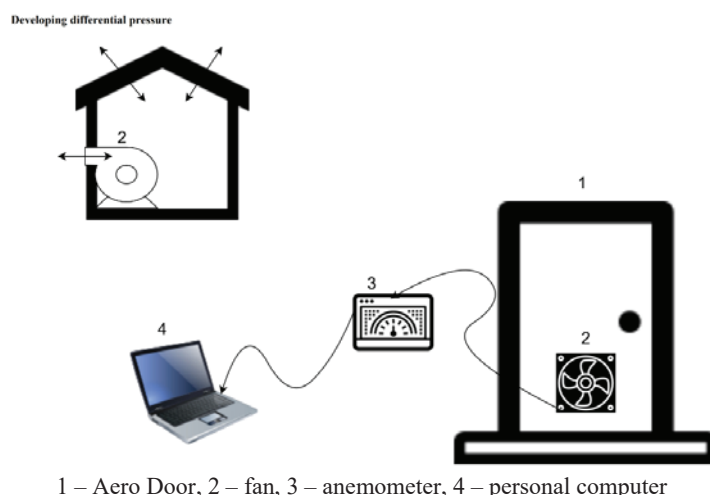 Developing differential pressure
2
1
3
2
4
1 – Aero Door, 2 – fan, 3 – anemometer, 4 – personal computer